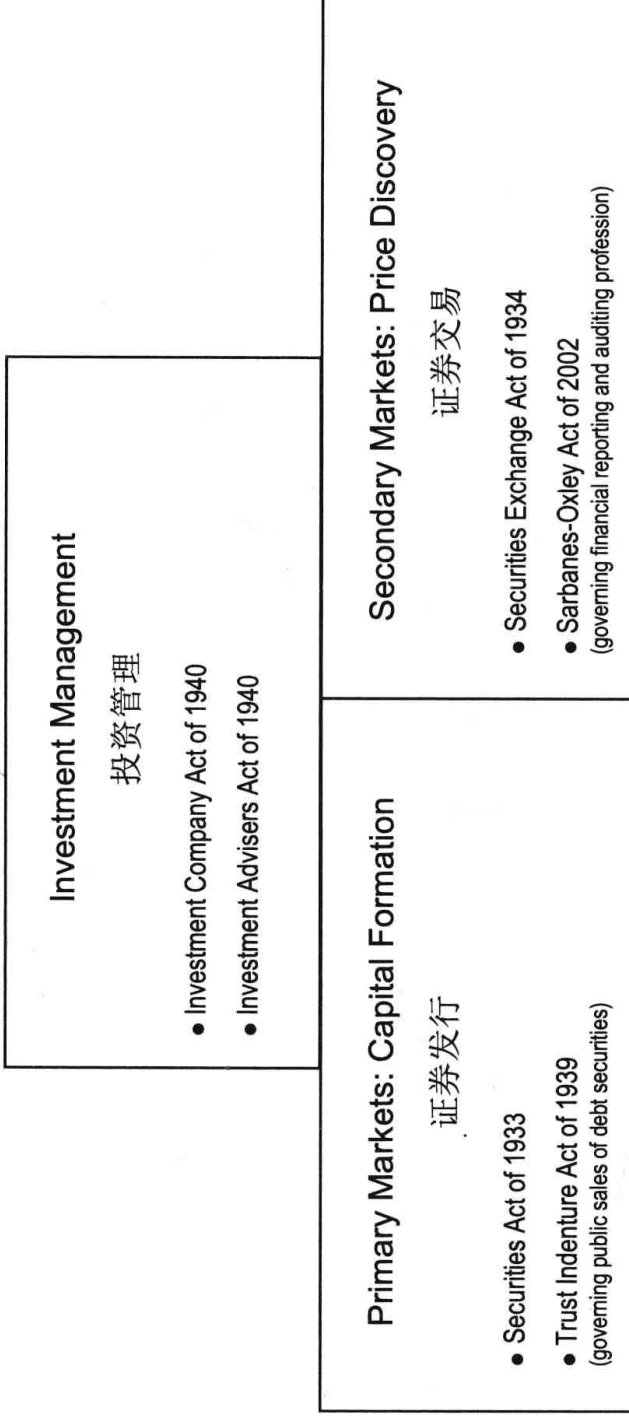 Investment Management
投资管理
● Investment Company Act of 1940
● Investment Advisers Act of 1940
Primary Markets: Capital Formation
证券发行
● Securities Act of 1933
● Trust Indenture Act of 1939
(governing public sales of debt securities)
Secondary Markets: Price Discovery
证券交易
● Securities Exchange Act of 1934
● Sarbanes-Oxley Act of 2002
(governing financial reporting and auditing profession)